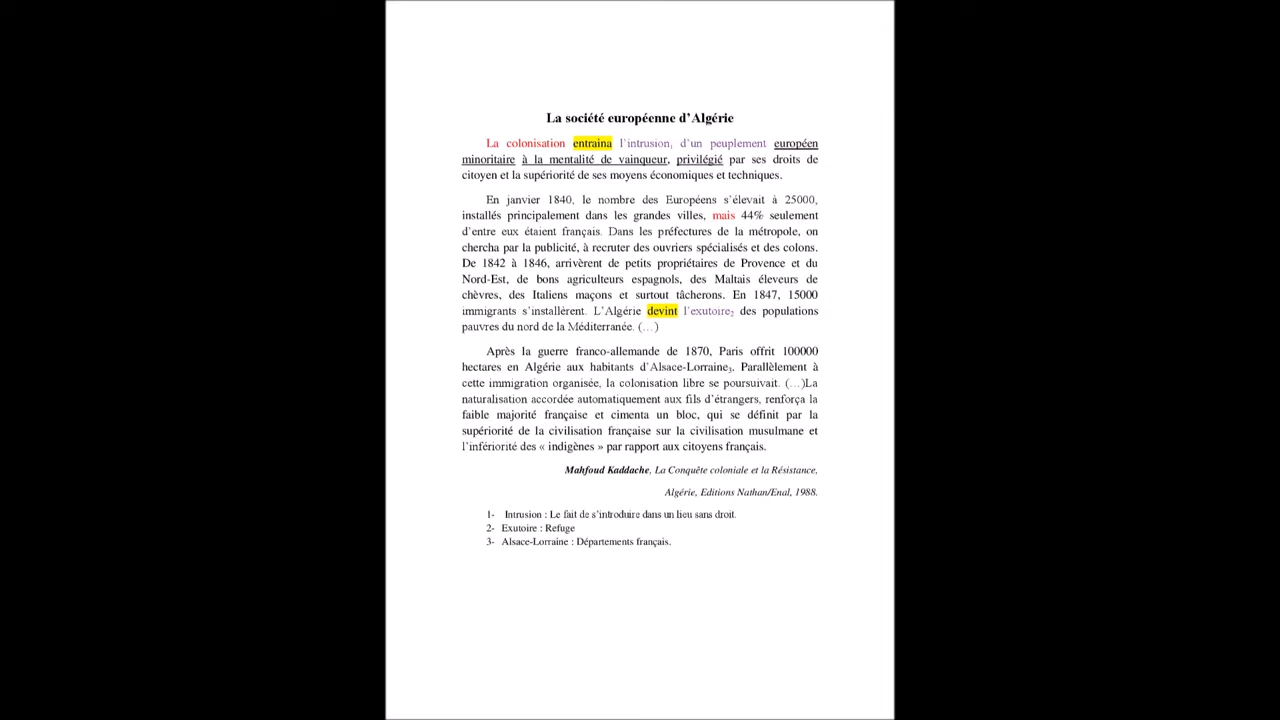 La société européenne d’Algérie
La colonisation entraina l’intrusion₁ d’un peuplement européen
minoritaire à la mentalité de vainqueur, privilégié par ses droits de
citoyen et la supériorité de ses moyens économiques et techniques.
En janvier 1840, le nombre des Européens s’élevait à 25000,
installés principalement dans les grandes villes, mais 44% seulement
d’entre eux étaient français. Dans les préfectures de la métropole, on
chercha par la publicité, à recruter des ouvriers spécialisés et des colons.
De 1842 à 1846, arrivèrent de petits propriétaires de Provence et du
Nord-Est, de bons agriculteurs espagnols, des Maltais éleveurs de
chèvres, des Italiens maçons et surtout tâcherons. En 1847, 15000
immigrants s’installèrent. L’Algérie devint l’exutoire₂ des populations
pauvres du nord de la Méditerranée. (…)
Après la guerre franco-allemande de 1870, Paris offrit 100000
hectares en Algérie aux habitants d’Alsace-Lorraine₃. Parallèlement à
cette immigration organisée, la colonisation libre se poursuivait. (…)La
naturalisation accordée automatiquement aux fils d’étrangers, renforça la
faible majorité française et cimenta un bloc, qui se définit par la
supériorité de la civilisation française sur la civilisation musulmane et
l’infériorité des « indigènes » par rapport aux citoyens français.
Mahfoud Kaddache, La Conquête coloniale et la Résistance,
Algérie, Editions Nathan/Enal, 1988.
1- Intrusion : Le fait de s’introduire dans un lieu sans droit.
2- Exutoire : Refuge
3- Alsace-Lorraine : Départements français.